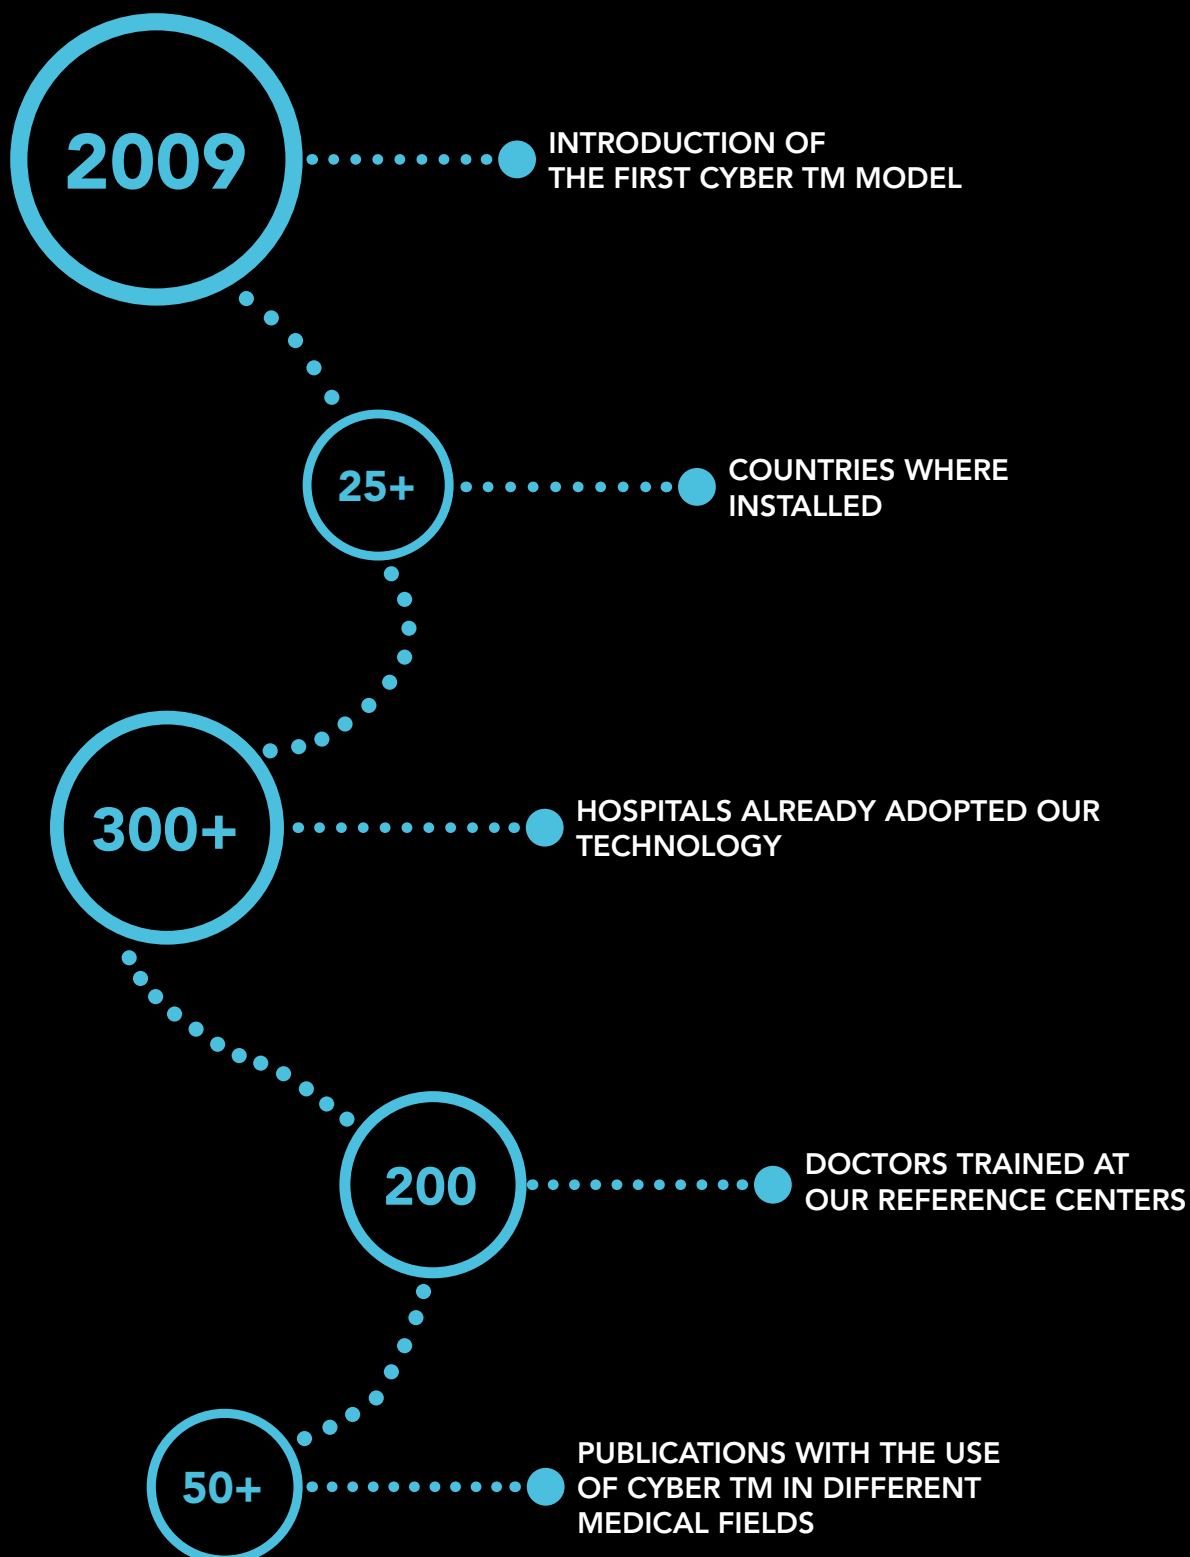 2009
INTRODUCTION OF
THE FIRST CYBER TM MODEL
25+
COUNTRIES WHERE
INSTALLED
300+
HOSPITALS ALREADY ADOPTED OUR
TECHNOLOGY
200
DOCTORS TRAINED AT
OUR REFERENCE CENTERS
50+
PUBLICATIONS WITH THE USE
OF CYBER TM IN DIFFERENT
MEDICAL FIELDS